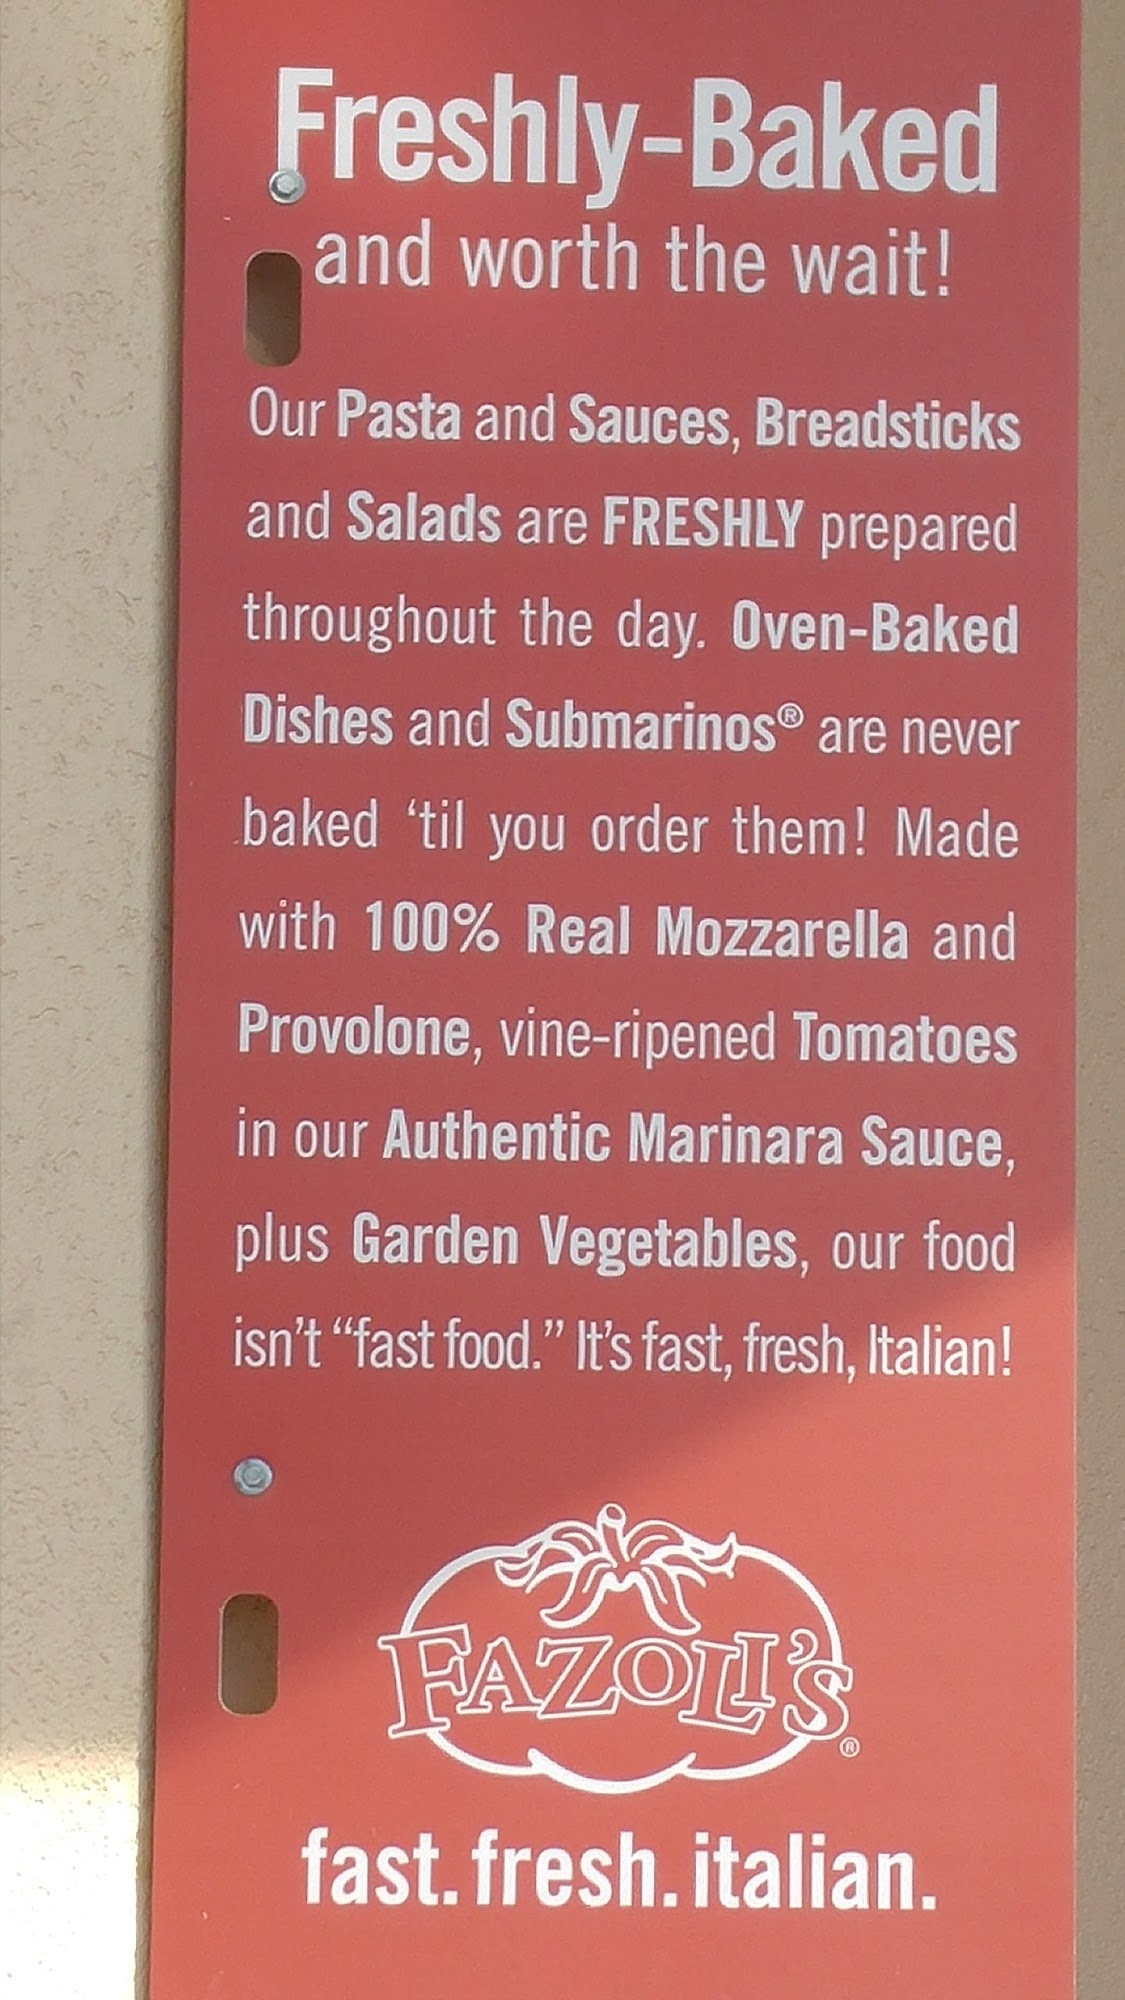 Freshly-Baked
and worth the wait!
Our Pasta and Sauces, Breadsticks
and Salads are FRESHLY prepared
throughout the day. Oven-Baked
Dishes and Submarinos® are never
baked ‘til you order them! Made
with 100% Real Mozzarella and
Provolone, vine-ripened Tomatoes
in our Authentic Marinara Sauce,
plus Garden Vegetables, our food
isn’t “fast food.” It’s fast, fresh, Italian!
FAZOLI’S®
fast. fresh. italian.